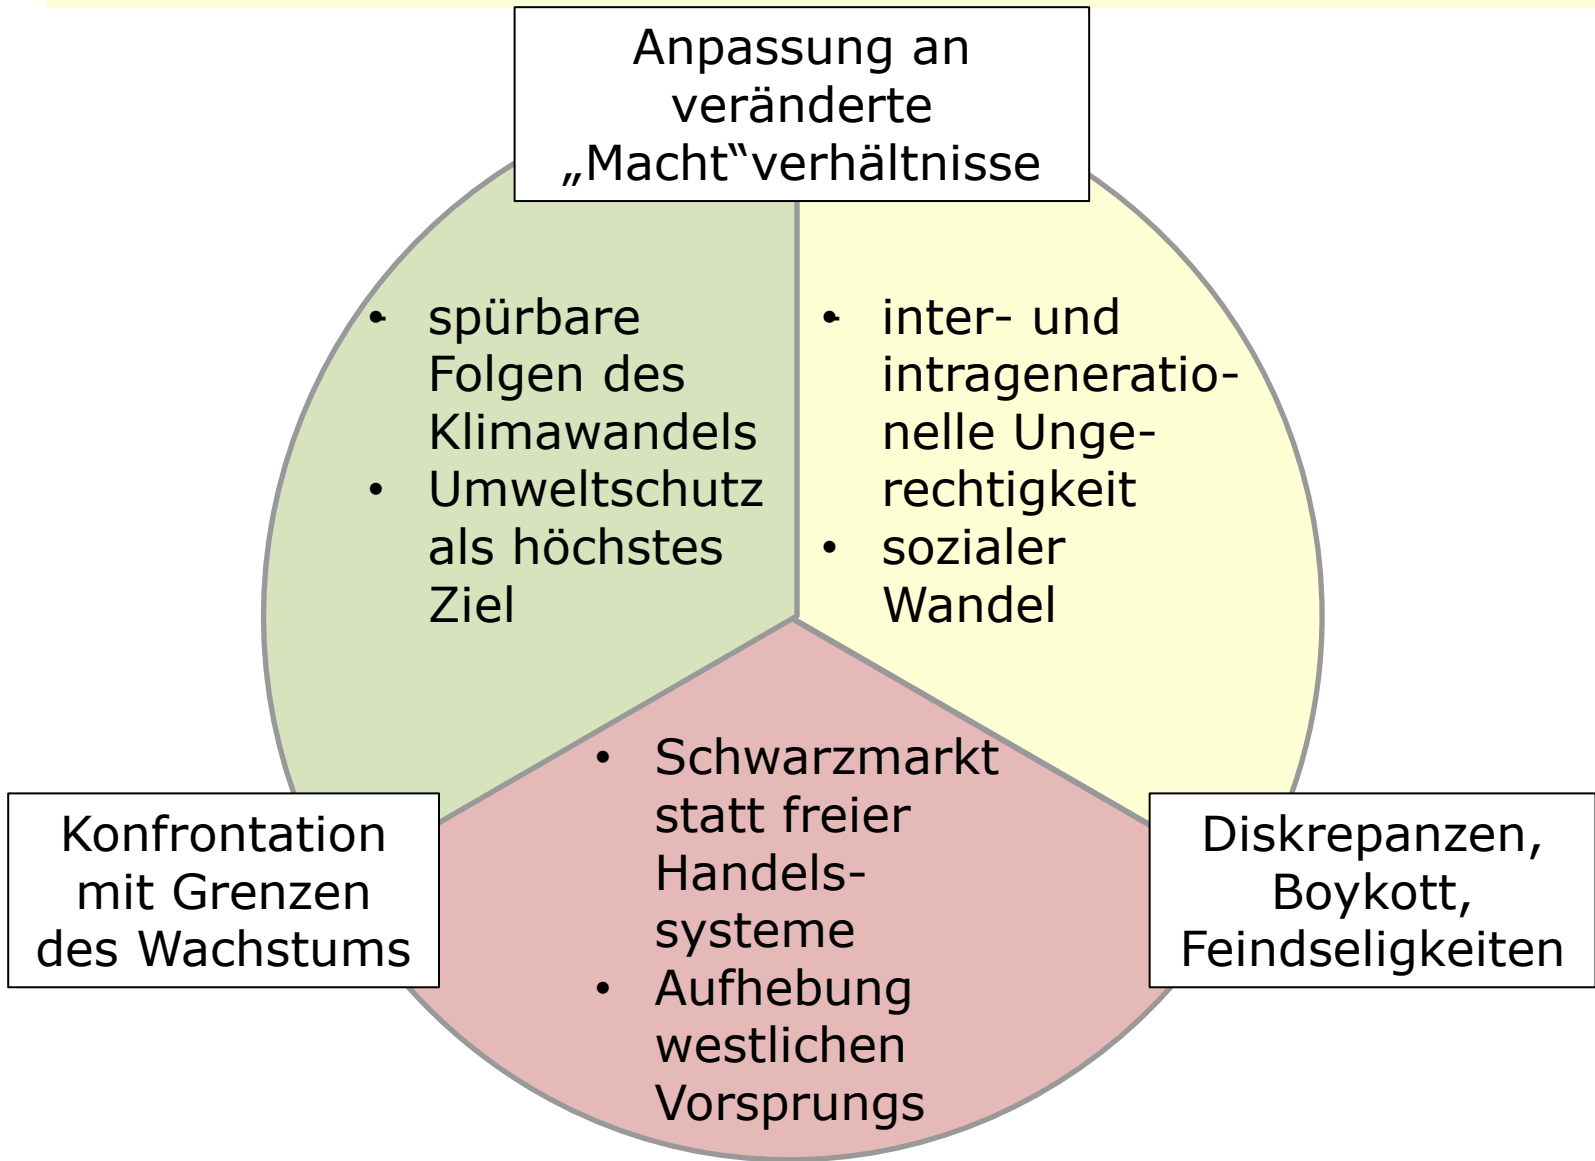 Anpassung an
veränderte
„Macht“verhältnisse
• spürbare
Folgen des
Klimawandels
• Umweltschutz
als höchstes
Ziel
• inter- und
intrageneratio-
nelle Unge-
rechtigkeit
• sozialer
Wandel
• Schwarzmarkt
statt freier
Handels-
systeme
• Aufhebung
westlichen
Vorsprungs
Konfrontation
mit Grenzen
des Wachstums
Diskrepanzen,
Boykott,
Feindseligkeiten